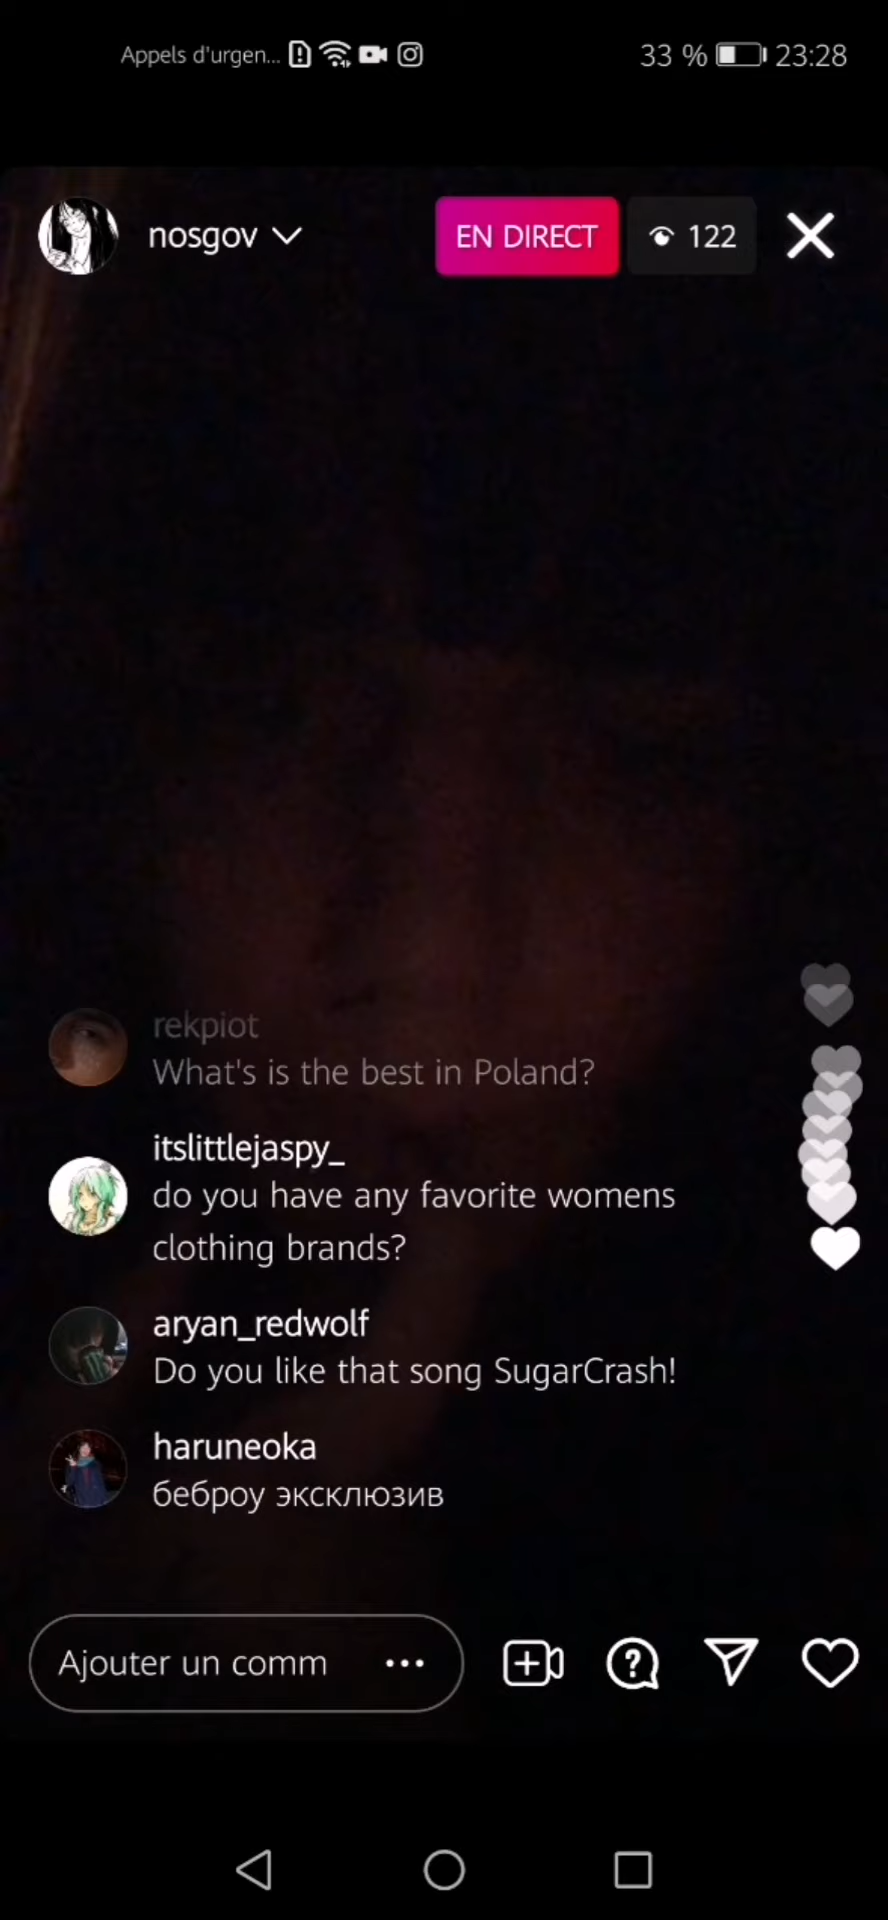 Appels d'urgen... 33 % 23:28
nosgov EN DIRECT 122
rekpiot
What's is the best in Poland?
itslittlejaspy_
do you have any favorite womens
clothing brands?
aryan_redwolf
Do you like that song SugarCrash!
haruneoka
беброу эксклюзив
Ajouter un comm